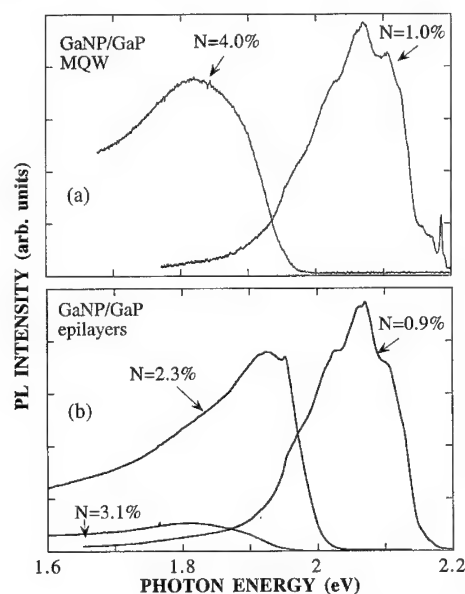 GaNP/GaP
MQW
N=4.0%
N=1.0%
(a)
PL INTENSITY (arb. units)
GaNP/GaP
epilayers
N=0.9%
N=2.3%
(b)
N=3.1%
1.6 1.8 2 2.2
PHOTON ENERGY (eV)